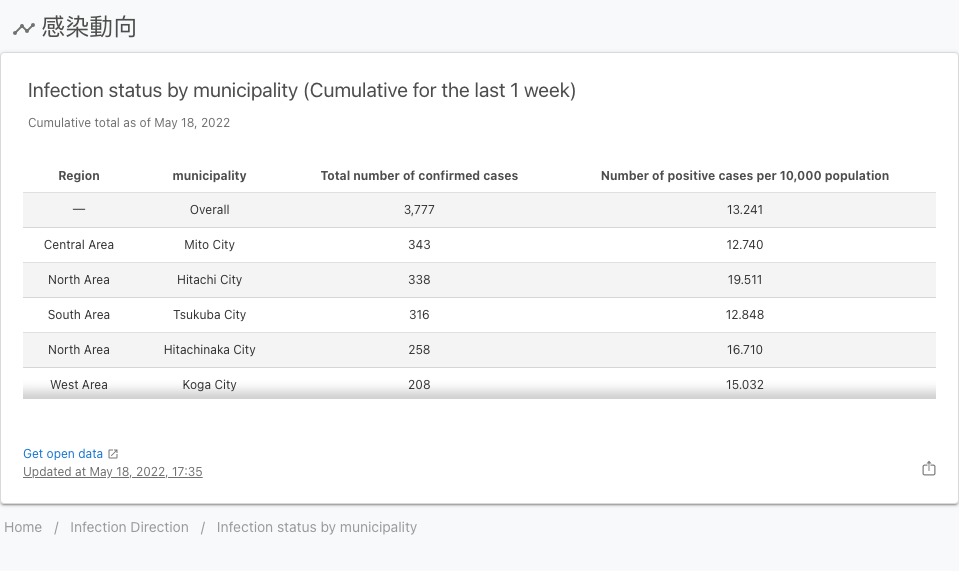 感染動向
Infection status by municipality (Cumulative for the last 1 week)
Cumulative total as of May 18, 2022
Region municipality Total number of confirmed cases Number of positive cases per 10,000 population
— Overall 3,777 13.241
Central Area Mito City 343 12.740
North Area Hitachi City 338 19.511
South Area Tsukuba City 316 12.848
North Area Hitachinaka City 258 16.710
West Area Koga City 208 15.032
Get open data
Updated at May 18, 2022, 17:35
Home / Infection Direction / Infection status by municipality